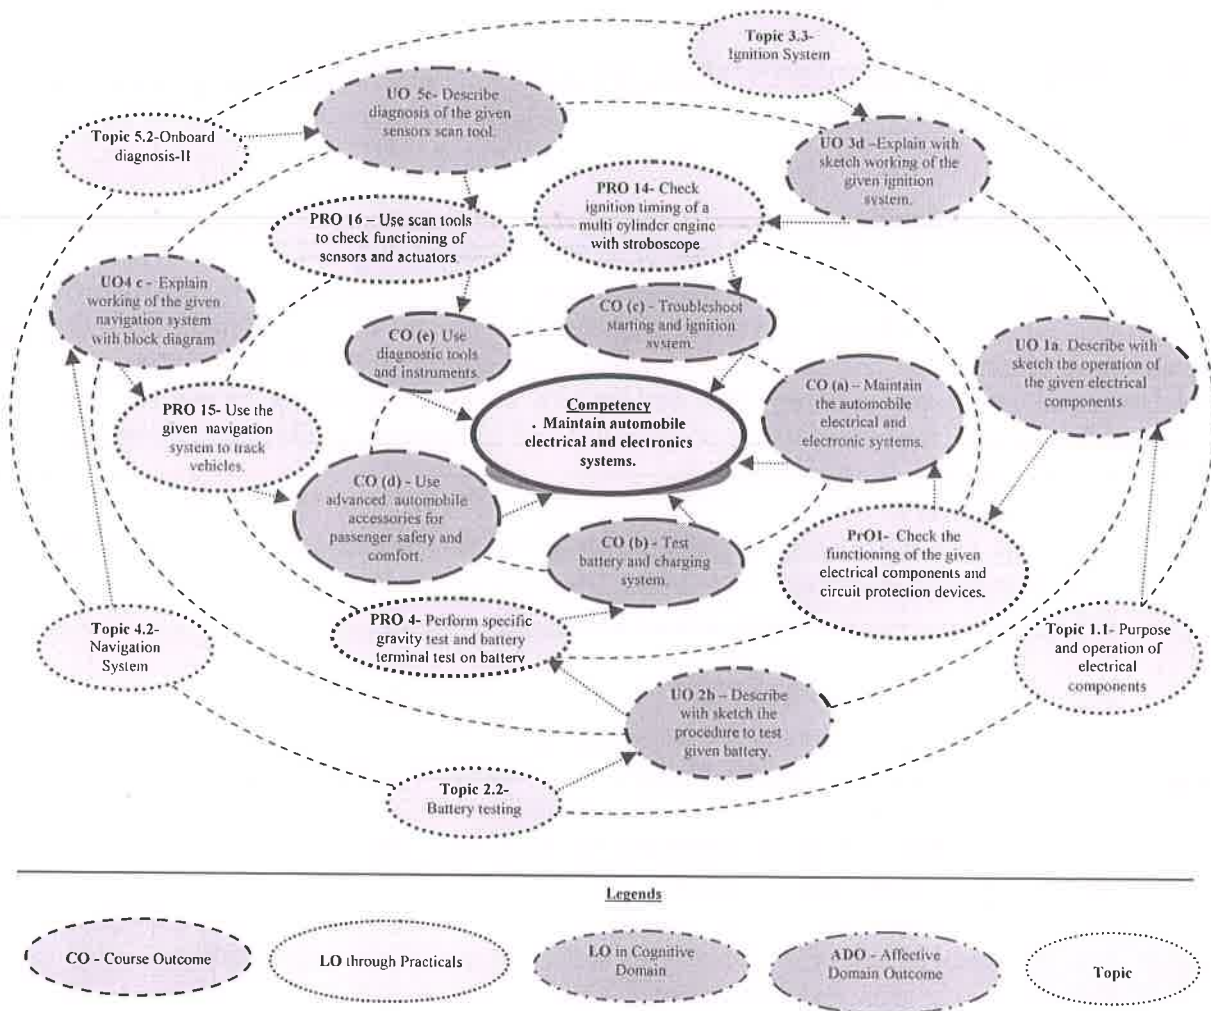 Topic 3.3-
Ignition System
UO 5c- Describe
diagnosis of the given
sensors scan tool.
Topic 5.2-Onboard
diagnosis-II
UO 3d –Explain with
sketch working of the
given ignition
system.
PRO 14- Check
ignition timing of a
multi cylinder engine
with stroboscope
PRO 16 – Use scan tools
to check functioning of
sensors and actuators
UO4 c - Explain
working of the given
navigation system
with block diagram
CO (c) - Troubleshoot
starting and ignition
system.
CO (e) Use
diagnostic tools
and instruments.
UO 1a. Describe with
sketch the operation of
the given electrical
components.
CO (a) – Maintain
the automobile
electrical and
electronic systems.
Competency
. Maintain automobile
electrical and electronics
systems.
PRO 15- Use the
given navigation
system to track
vehicles.
CO (d) - Use
advanced automobile
accessories for
passenger safety and
comfort.
CO (b) - Test
battery and charging
system.
PrO1- Check the
functioning of the given
electrical components and
circuit protection devices.
PRO 4- Perform specific
gravity test and battery
terminal test on battery
Topic 4.2-
Navigation
System
Topic 1.1- Purpose
and operation of
electrical
components
UO 2b – Describe
with sketch the
procedure to test
given battery.
Topic 2.2-
Battery testing
Legends
CO - Course Outcome
LO through Practicals
LO in Cognitive
Domain
ADO - Affective
Domain Outcome
Topic